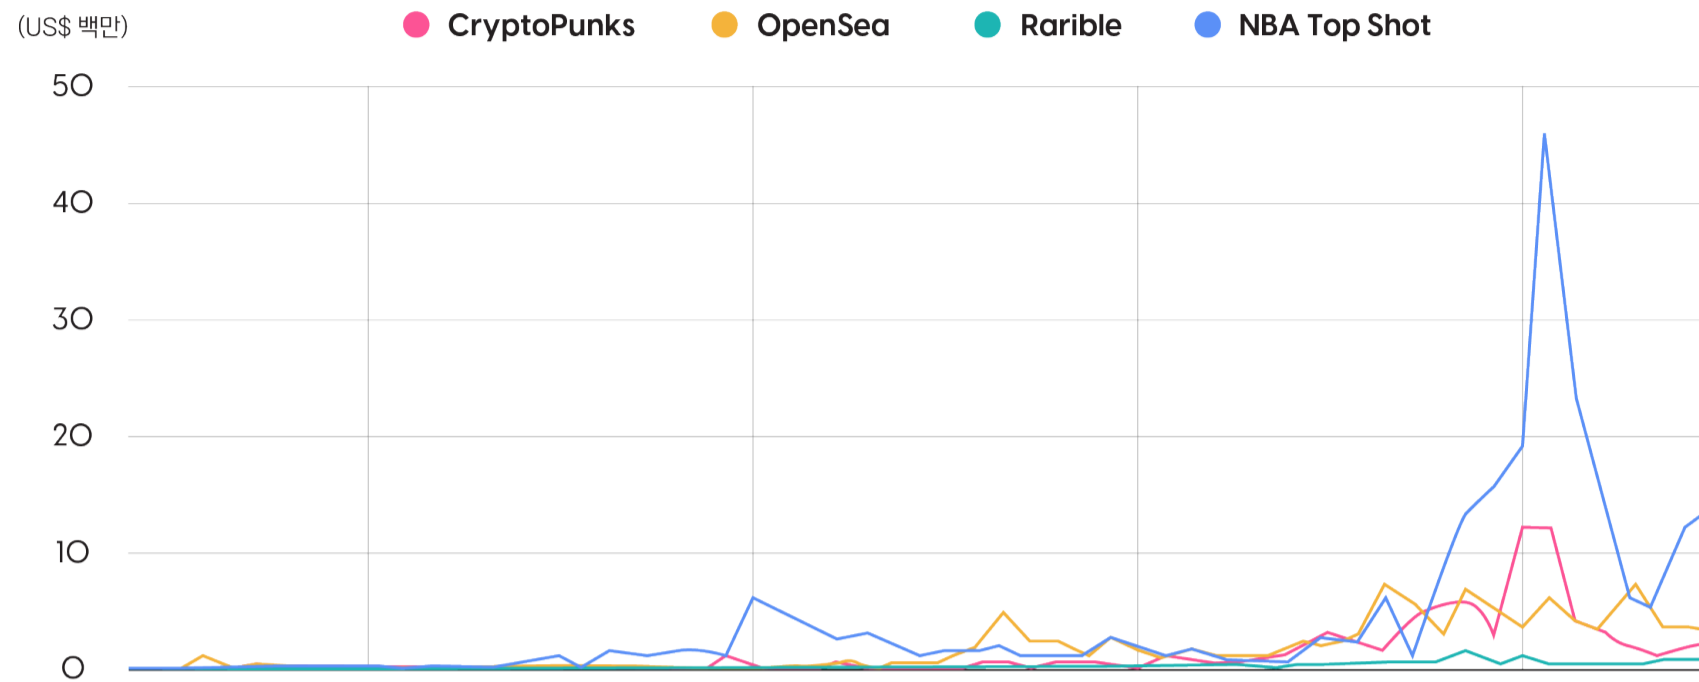 (US$ 백만)
CryptoPunks
OpenSea
Rarible
NBA Top Shot
50
40
30
20
10
0